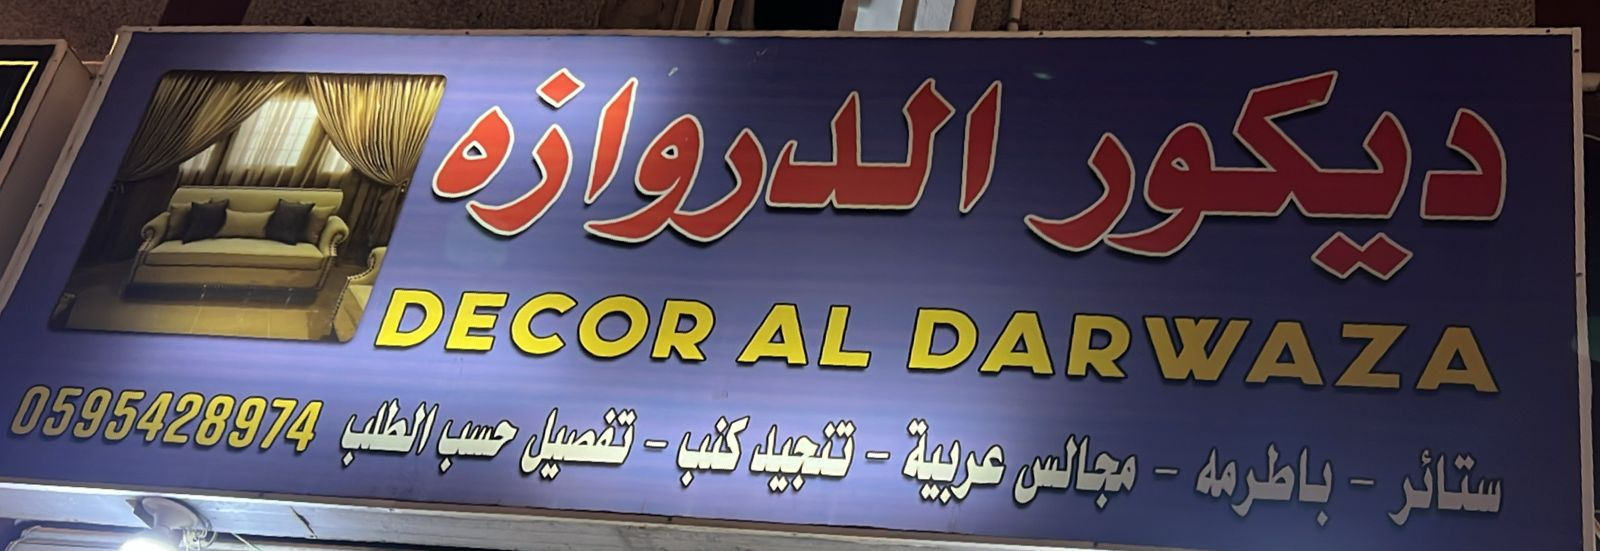 ديكور الدروازه
DECOR AL DARWAZA
ستائر - باطرمه - مجالس عربية - تنجيد كنب - تفصيل حسب الطلب 0595428974